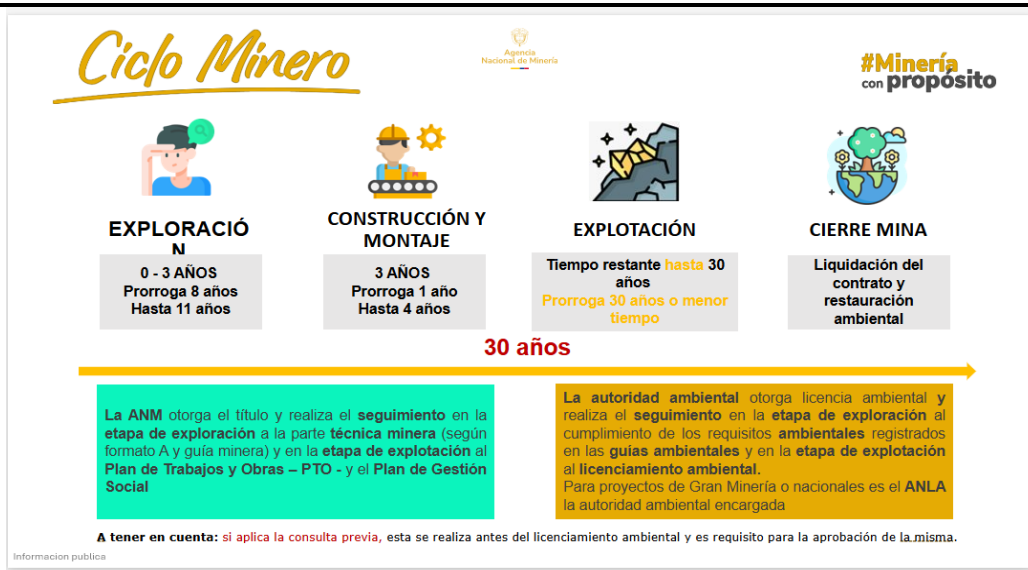 Ciclo Minero
Agencia
Nacional de Minería
#Minería
con propósito
EXPLORACIÓ
N
0 - 3 AÑOS
Prorroga 8 años
Hasta 11 años
CONSTRUCCIÓN Y
MONTAJE
3 AÑOS
Prorroga 1 año
Hasta 4 años
EXPLOTACIÓN
Tiempo restante hasta 30
años
Prorroga 30 años o menor
tiempo
CIERRE MINA
Liquidación del
contrato y
restauración
ambiental
30 años
La ANM otorga el título y realiza el seguimiento en la
etapa de exploración a la parte técnica minera (según
formato A y guía minera) y en la etapa de explotación al
Plan de Trabajos y Obras – PTO - y el Plan de Gestión
Social
La autoridad ambiental otorga licencia ambiental y
realiza el seguimiento en la etapa de exploración al
cumplimiento de los requisitos ambientales registrados
en las guías ambientales y en la etapa de explotación
al licenciamiento ambiental.
Para proyectos de Gran Minería o nacionales es el ANLA
la autoridad ambiental encargada
A tener en cuenta: si aplica la consulta previa, esta se realiza antes del licenciamiento ambiental y es requisito para la aprobación de la misma.
Informacion publica